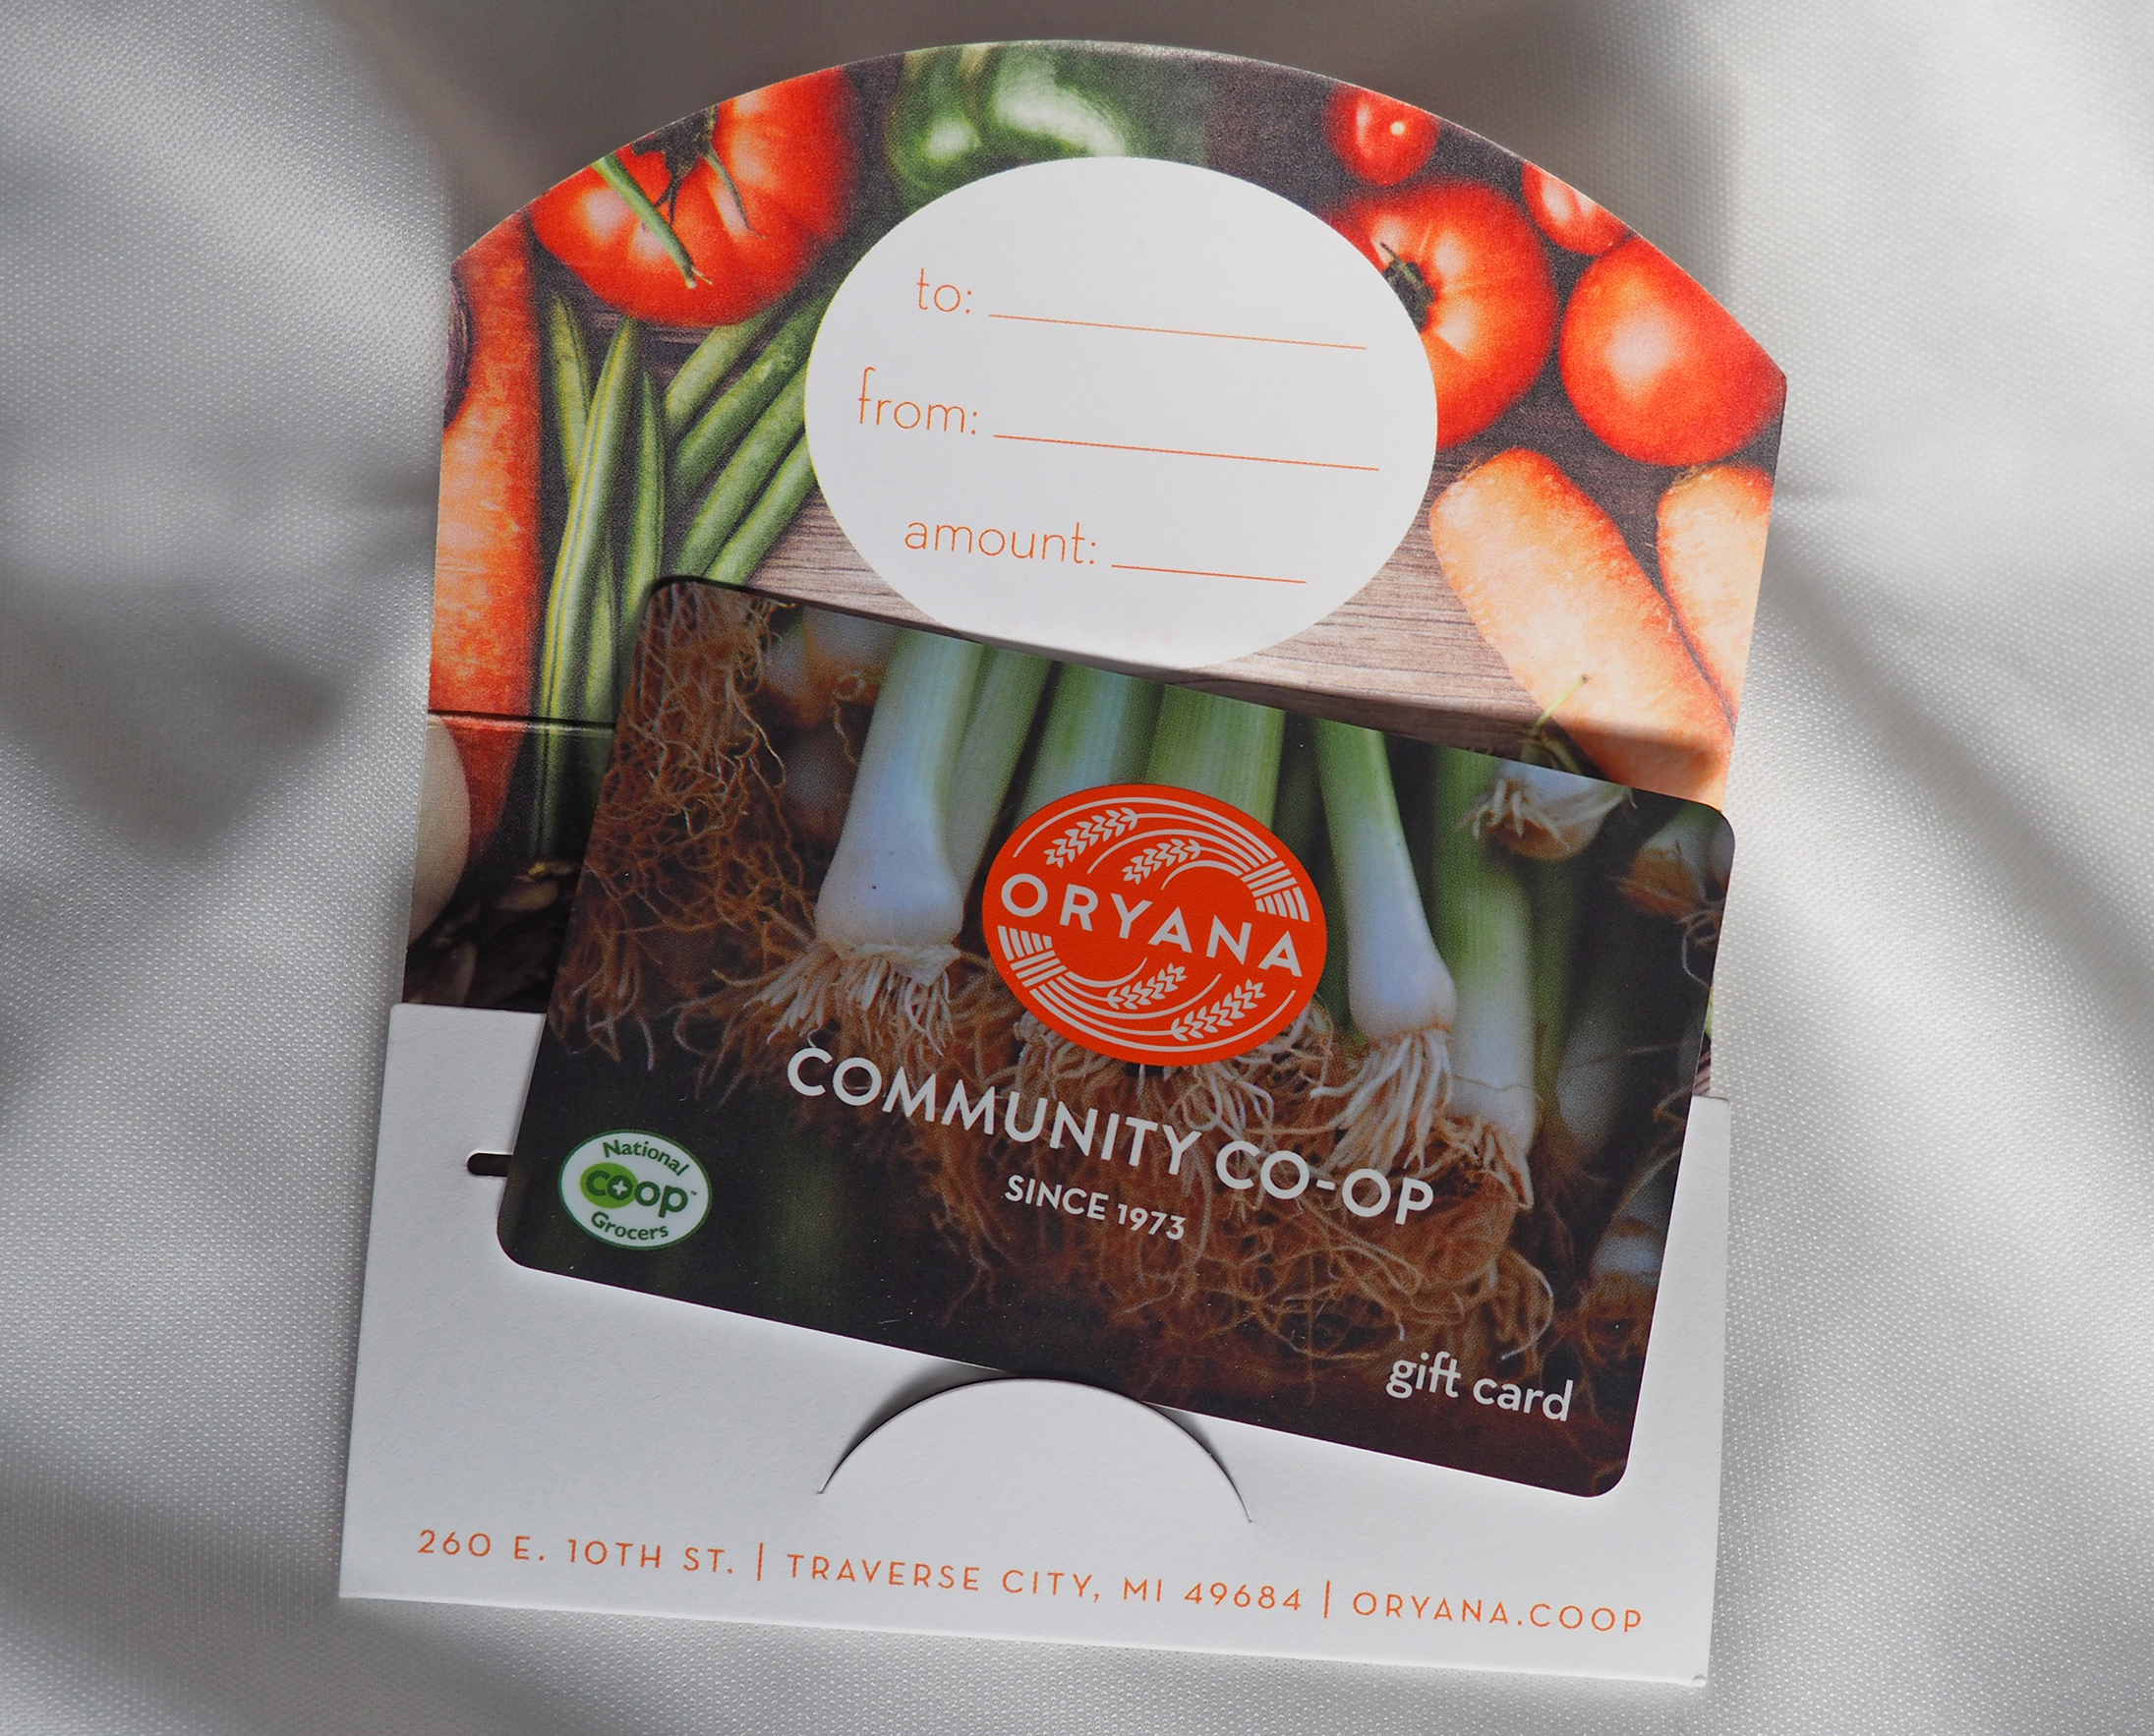 to:
from:
amount:
ORYANA
COMMUNITY CO-OP
SINCE 1973
National
coop™
Grocers
gift card
260 E. 10TH ST. | TRAVERSE CITY, MI 49684 | ORYANA.COOP